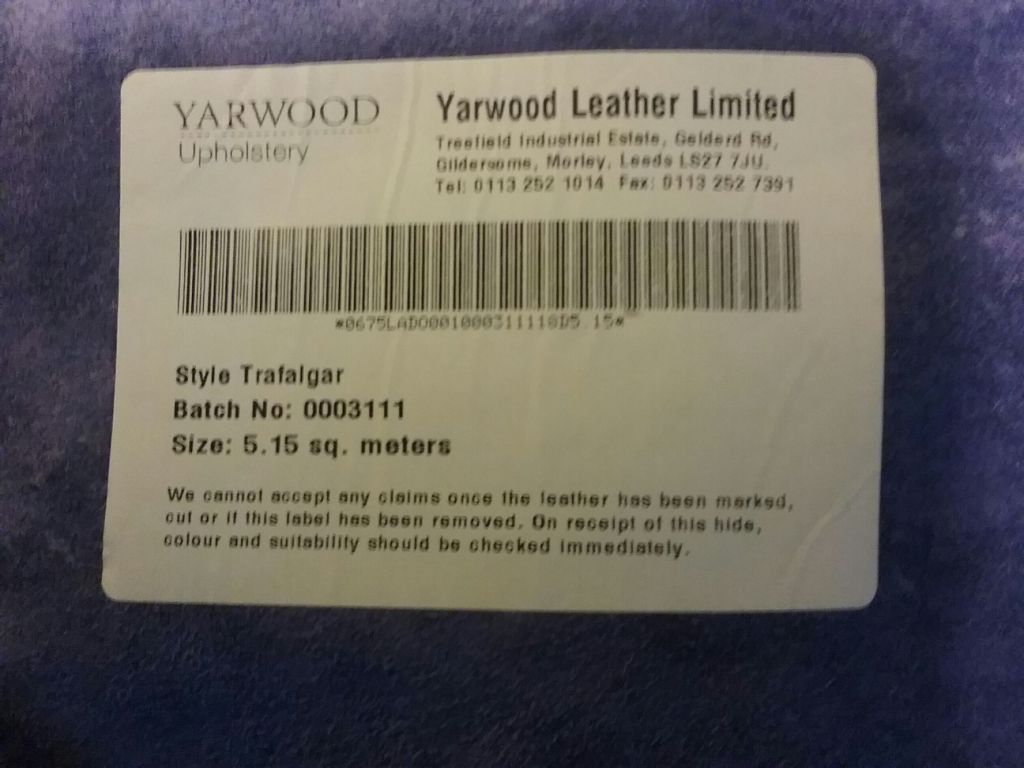 YARWOOD
Upholstery
Yarwood Leather Limited
Treefield Industrial Estate, Gelderd Rd,
Gildersome, Morley, Leeds LS27 7JU.
Tel: 0113 252 1014 Fax: 0113 252 7391
*0675LAD0001000311118D5.15*
Style Trafalgar
Batch No: 0003111
Size: 5.15 sq. meters
We cannot accept any claims once the leather has been marked,
cut or if this label has been removed. On receipt of this hide,
colour and suitability should be checked immediately.